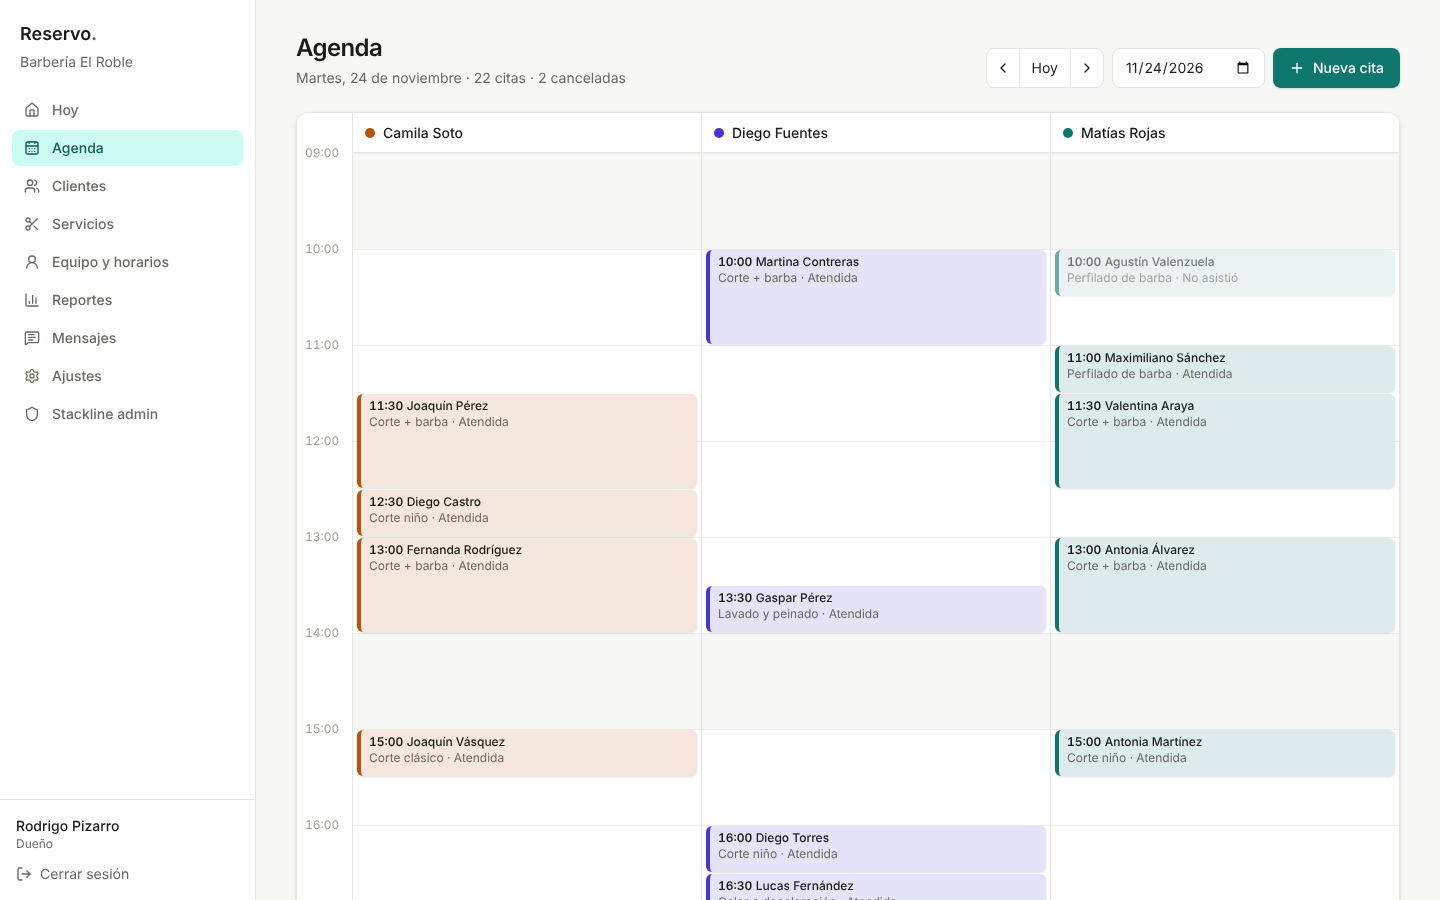 Reservo.
Barbería El Roble
Hoy
Agenda
Clientes
Servicios
Equipo y horarios
Reportes
Mensajes
Ajustes
Stackline admin
Rodrigo Pizarro
Dueño
Cerrar sesión
Agenda
Martes, 24 de noviembre · 22 citas · 2 canceladas
Hoy
11/24/2026
Nueva cita
Camila Soto
Diego Fuentes
Matías Rojas
09:00
10:00
10:00 Martina Contreras
Corte + barba · Atendida
10:00 Agustín Valenzuela
Perfilado de barba · No asistió
11:00
11:00 Maximiliano Sánchez
Perfilado de barba · Atendida
11:30 Joaquín Pérez
Corte + barba · Atendida
11:30 Valentina Araya
Corte + barba · Atendida
12:00
12:30 Diego Castro
Corte niño · Atendida
13:00
13:00 Fernanda Rodríguez
Corte + barba · Atendida
13:00 Antonia Álvarez
Corte + barba · Atendida
13:30 Gaspar Pérez
Lavado y peinado · Atendida
14:00
15:00
15:00 Joaquín Vásquez
Corte clásico · Atendida
15:00 Antonia Martínez
Corte niño · Atendida
16:00
16:00 Diego Torres
Corte niño · Atendida
16:30 Lucas Fernández